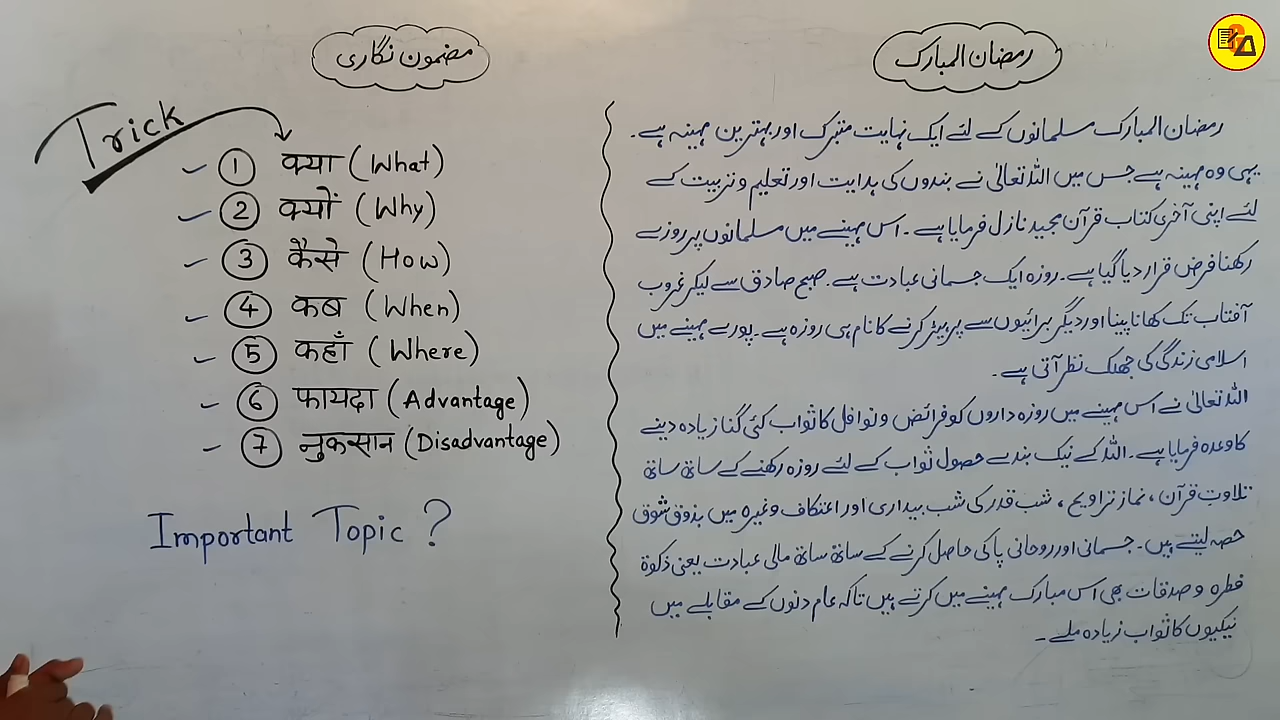 مضمون نگاری
Trick
① क्या (What)
② क्यों (Why)
③ कैसे (How)
④ कब (When)
⑤ कहाँ (Where)
⑥ फायदा (Advantage)
⑦ नुकसान (Disadvantage)
Important Topic ?
رمضان المبارک
رمضان المبارک مسلمانوں کے لئے ایک نہایت متبرک اور بہترین مہینہ ہے۔
یہی وہ مہینہ ہے جس میں اللہ تعالیٰ نے بندوں کی ہدایت اور تعلیم و تربیت کے
لئے اپنی آخری کتاب قرآن مجید نازل فرمایا ہے۔ اس مہینے میں مسلمانوں پر روزے
رکھنا فرض قرار دیا گیا ہے۔ روزہ ایک جسمانی عبادت ہے۔ صبح صادق سے لیکر غروب
آفتاب تک کھانا پینا اور دیگر برائیوں سے پرہیز کرنے کا نام ہی روزہ ہے۔ پورے مہینے میں
اسلامی زندگی کی جھلک نظر آتی ہے۔
اللہ تعالیٰ نے اس مہینے میں روزہ داروں کو فرائض و نوافل کا ثواب کئی گنا زیادہ دینے
کا وعدہ فرمایا ہے۔ اللہ کے نیک بندے حصول ثواب کے لئے روزہ رکھنے کے ساتھ ساتھ
تلاوتِ قرآن، نماز تراویح، شب قدر کی شب بیداری اور اعتکاف وغیرہ میں بذوق شوق
حصہ لیتے ہیں۔ جسمانی اور روحانی پاکی حاصل کرنے کے ساتھ ساتھ مالی عبادت یعنی ذکوۃ
فطرہ و صدقات بھی اس مبارک مہینے میں کرتے ہیں تاکہ عام دنوں کے مقابلے میں
نیکیوں کا ثواب زیادہ ملے۔